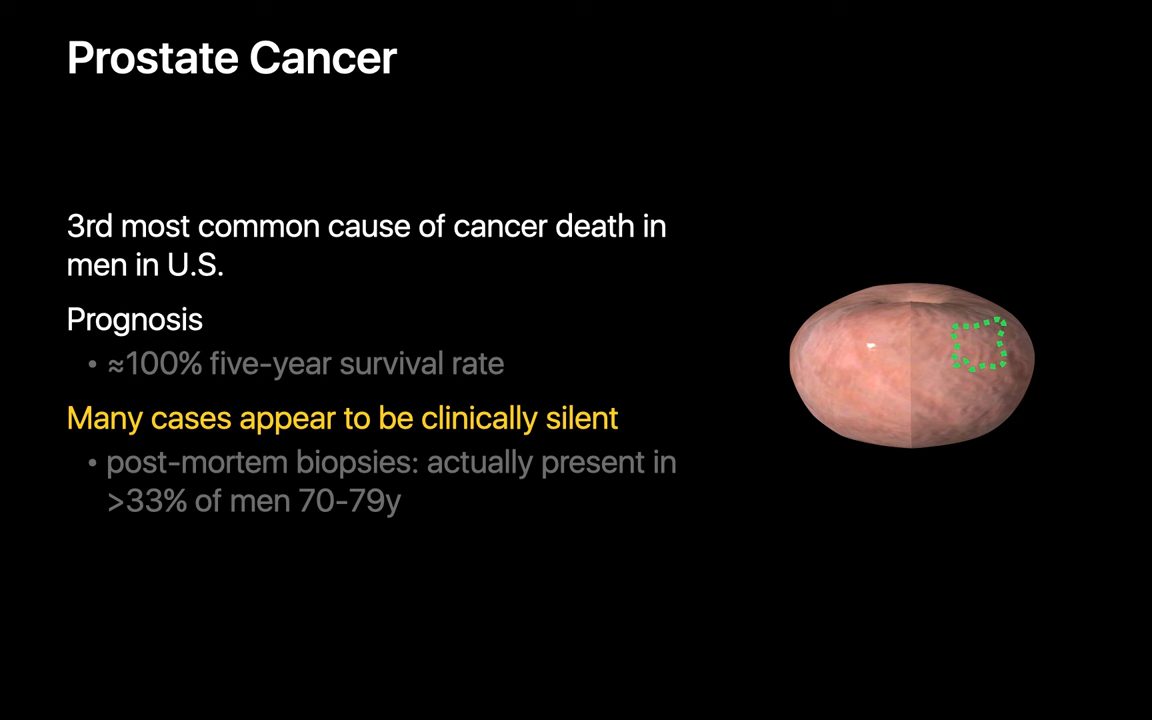 Prostate Cancer
3rd most common cause of cancer death in
men in U.S.
Prognosis
• ≈100% five-year survival rate
Many cases appear to be clinically silent
• post-mortem biopsies: actually present in
>33% of men 70-79y